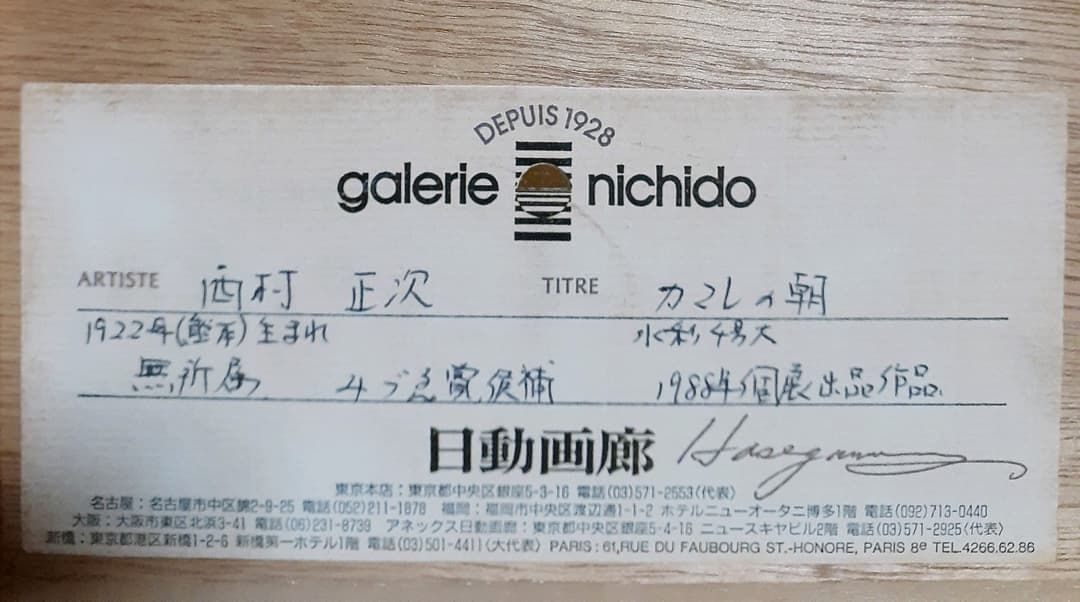 DEPUIS 1928
galerie nichido
ARTISTE 西村 正次 TITRE カマレの朝
1922年(熊本)生まれ 水彩4号大
無所属 みづゑ賞候補 1988年個展出品作品.
日動画廊 Hasegawa
東京本店:東京都中央区銀座5-3-16 電話(03)571-2553(代表)
名古屋:名古屋市中区錦2-9-25 電話(052)211-1878 福岡:福岡市中央区渡辺通1-1-2 ホテルニューオータニ博多1階 電話(092)713-0440
大阪:大阪市東区北浜3-41 電話(06)231-8739 アネックス日動画廊:東京都中央区銀座5-4-16 ニュースキヤビル2階 電話(03)571-2925(代表)
新橋:東京都港区新橋1-2-6 新橋第一ホテル1階 電話(03)501-4411(大代表) PARIS:61,RUE DU FAUBOURG ST.-HONORE, PARIS 8e TEL.4266.62.86